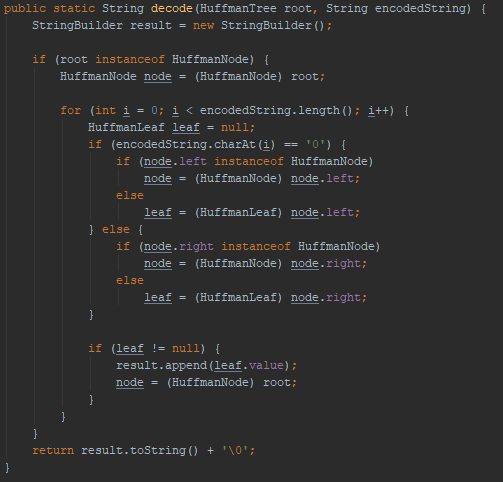 public static String decode(HuffmanTree root, String encodedString) {
    StringBuilder result = new StringBuilder();

    if (root instanceof HuffmanNode) {
        HuffmanNode node = (HuffmanNode) root;

        for (int i = 0; i < encodedString.length(); i++) {
            HuffmanLeaf leaf = null;
            if (encodedString.charAt(i) == '0') {
                if (node.left instanceof HuffmanNode)
                    node = (HuffmanNode) node.left;
                else
                    leaf = (HuffmanLeaf) node.left;
            } else {
                if (node.right instanceof HuffmanNode)
                    node = (HuffmanNode) node.right;
                else
                    leaf = (HuffmanLeaf) node.right;
            }

            if (leaf != null) {
                result.append(leaf.value);
                node = (HuffmanNode) root;
            }
        }
    }
    return result.toString() + '\0';
}